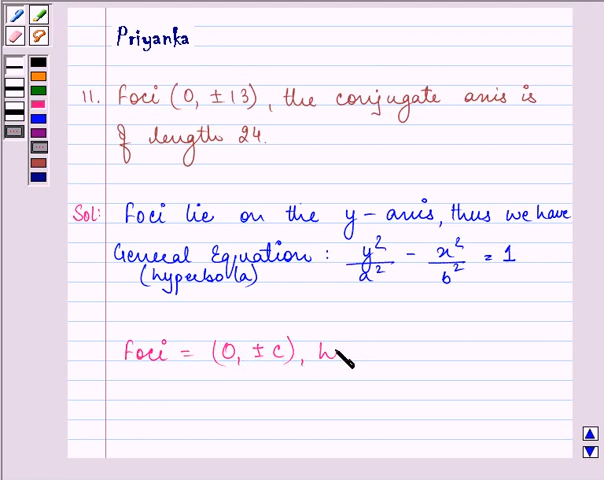 Priyanka
11. Foci (0, ±13), the conjugate axis is
of length 24.
Sol: Foci lie on the y-axis, thus we have
General Equation : y²/a² - x²/b² = 1
(hyperbola)
Foci = (0, ±c), h